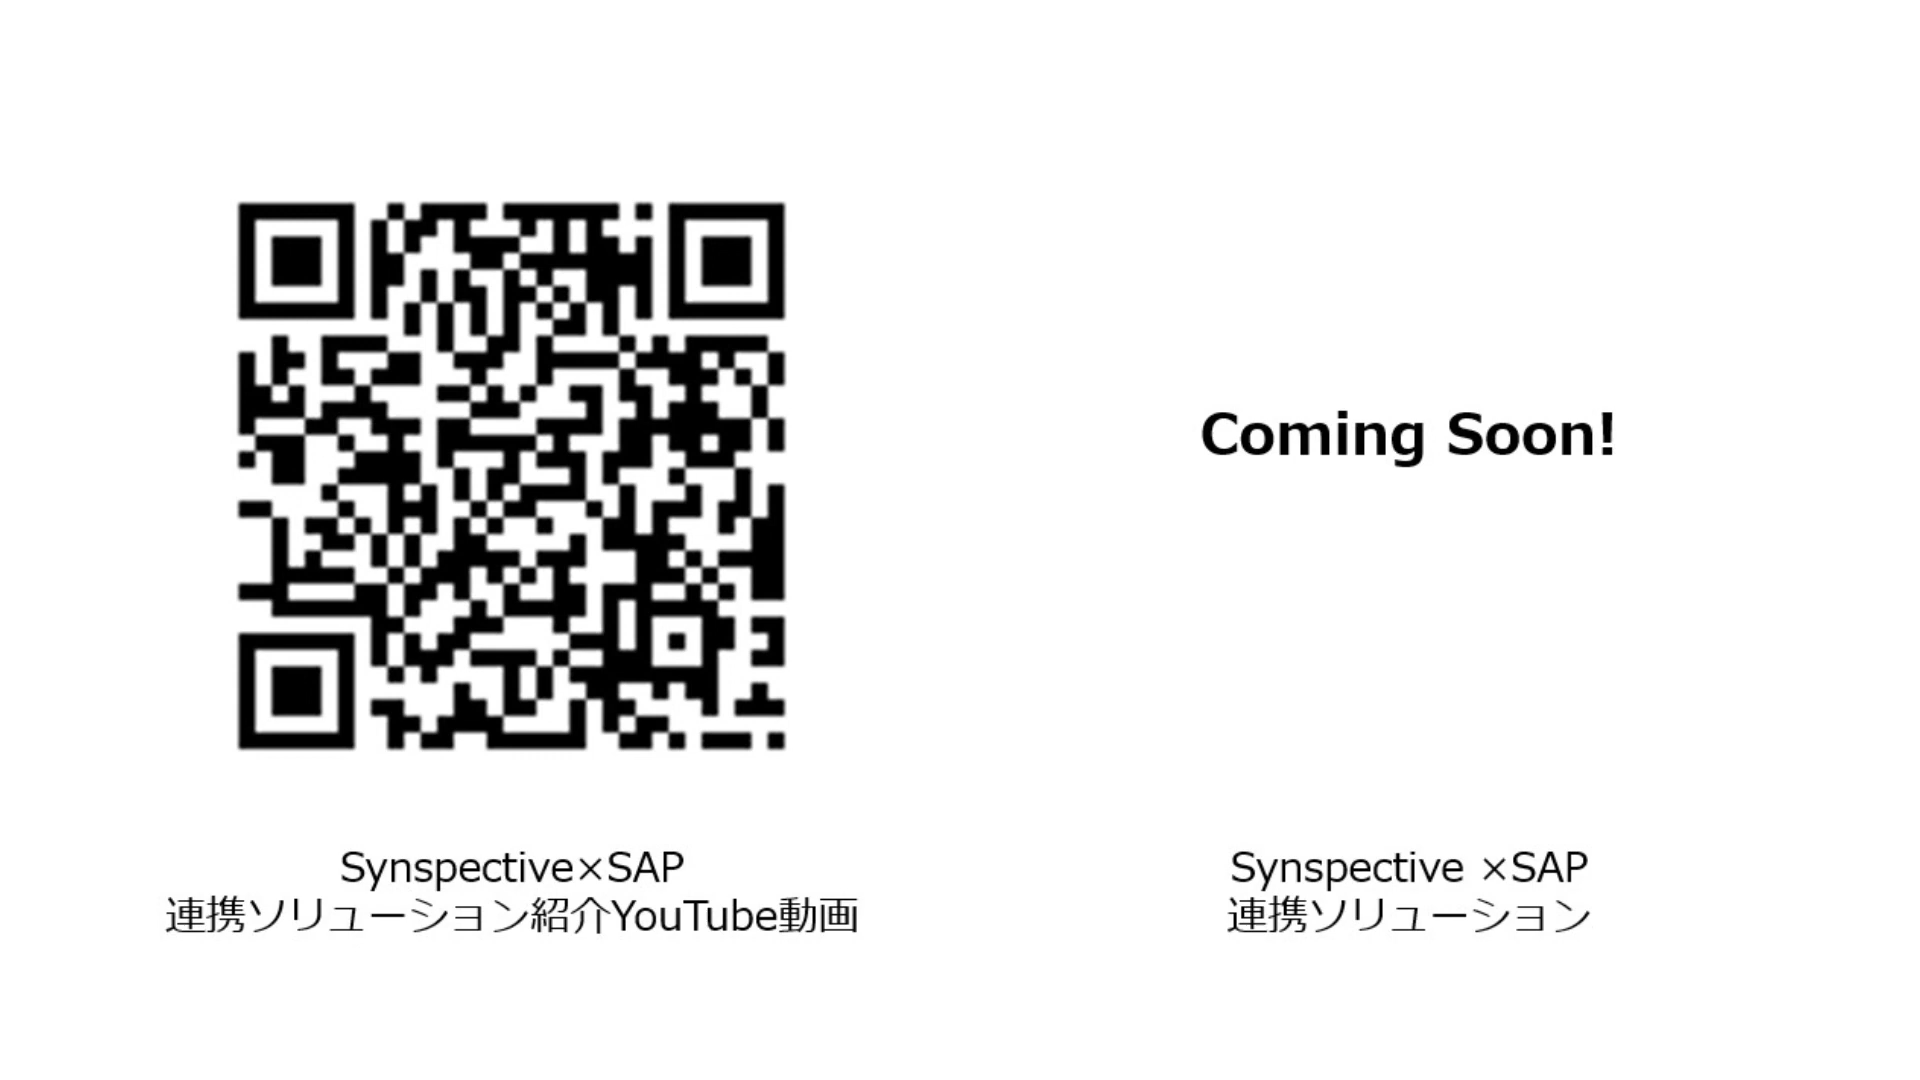 Coming Soon!
Synspective×SAP
連携ソリューション紹介YouTube動画
Synspective ×SAP
連携ソリューション